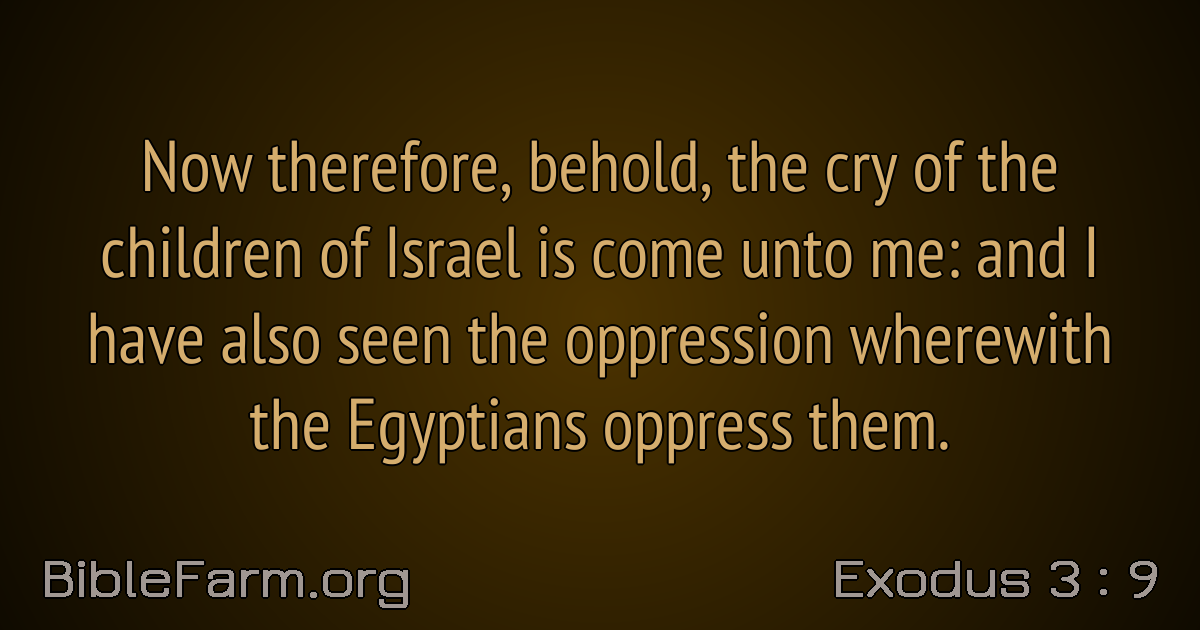 Now therefore, behold, the cry of the
children of Israel is come unto me: and I
have also seen the oppression wherewith
the Egyptians oppress them.
BibleFarm.org
Exodus 3 : 9